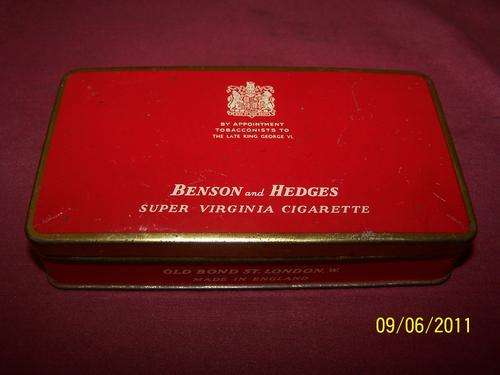 BY APPOINTMENT
TOBACCONISTS TO
THE LATE KING GEORGE VI.
BENSON and HEDGES
SUPER VIRGINIA CIGARETTE
OLD BOND ST. LONDON, W.
MADE IN ENGLAND
09/06/2011